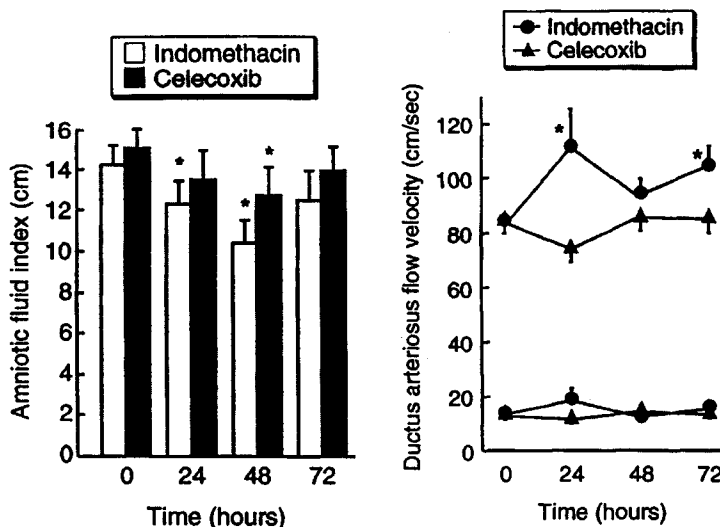 Indomethacin
Celecoxib
Amniotic fluid index (cm)
16
14
12
10
8
6
4
2
0
*
*
*
0 24 48 72
Time (hours)
Indomethacin
Celecoxib
Ductus arteriosus flow velocity (cm/sec)
120
100
80
60
40
20
0
*
*
0 24 48 72
Time (hours)